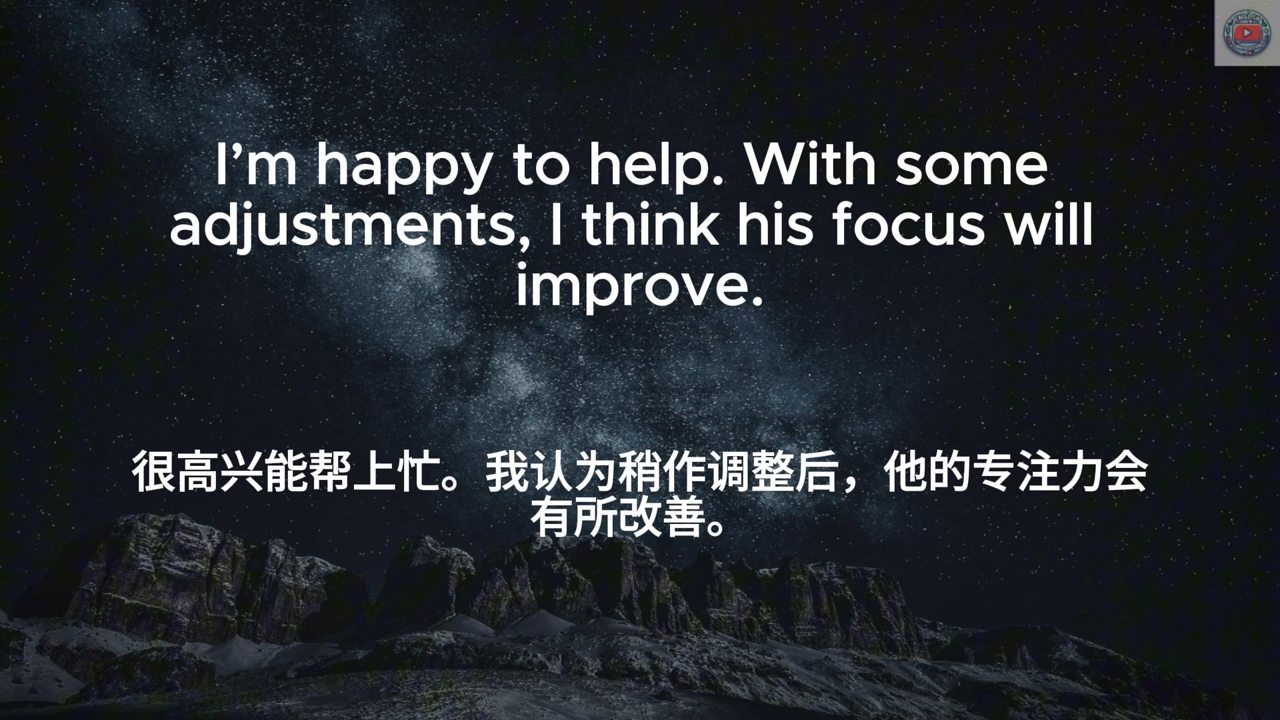 I’m happy to help. With some
adjustments, I think his focus will
improve.
很高兴能帮上忙。我认为稍作调整后，他的专注力会
有所改善。